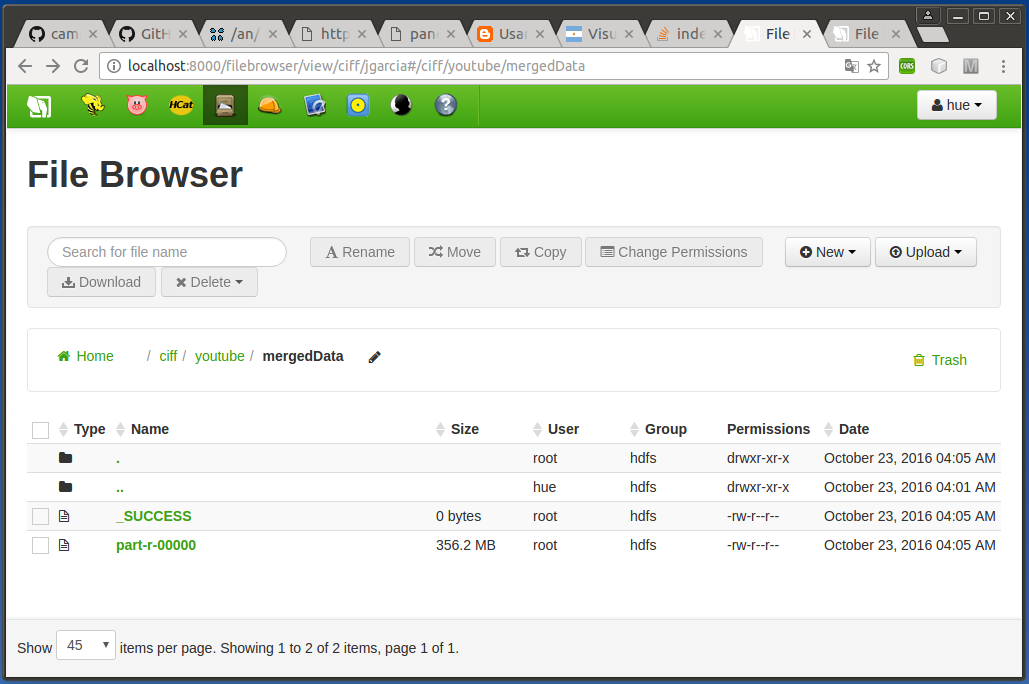 cam GitH /an/ http pan Usar Visu inde File File
localhost:8000/filebrowser/view/ciff/jgarcia#/ciff/youtube/mergedData CORS M
HCat ? hue
File Browser
Search for file name Rename Move Copy Change Permissions New Upload
Download Delete
Home / ciff / youtube / mergedData Trash
Type Name Size User Group Permissions Date
. root hdfs drwxr-xr-x October 23, 2016 04:05 AM
.. hue hdfs drwxr-xr-x October 23, 2016 04:01 AM
_SUCCESS 0 bytes root hdfs -rw-r--r-- October 23, 2016 04:05 AM
part-r-00000 356.2 MB root hdfs -rw-r--r-- October 23, 2016 04:05 AM
Show 45 items per page. Showing 1 to 2 of 2 items, page 1 of 1.